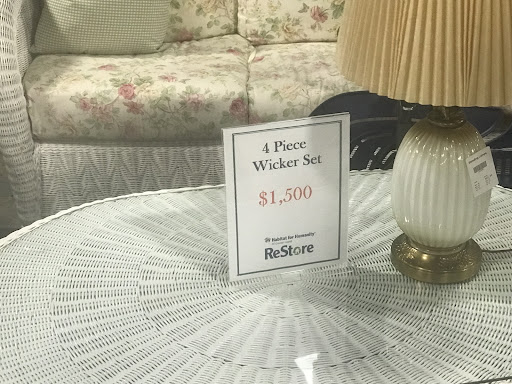 4 Piece
Wicker Set
$1,500
Habitat for Humanity®
ReStore